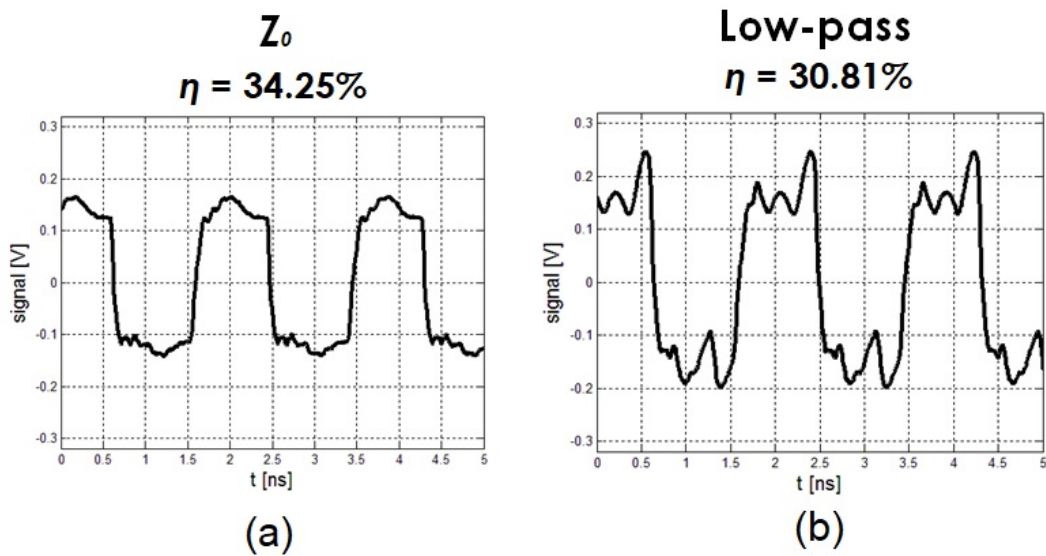 Z₀
η = 34.25%
0.3
0.2
0.1
0
-0.1
-0.2
-0.3
signal [V]
0 0.5 1 1.5 2 2.5 3 3.5 4 4.5 5
t [ns]
(a)
Low-pass
η = 30.81%
0.3
0.2
0.1
0
-0.1
-0.2
-0.3
signal [V]
0 0.5 1 1.5 2 2.5 3 3.5 4 4.5 5
t [ns]
(b)